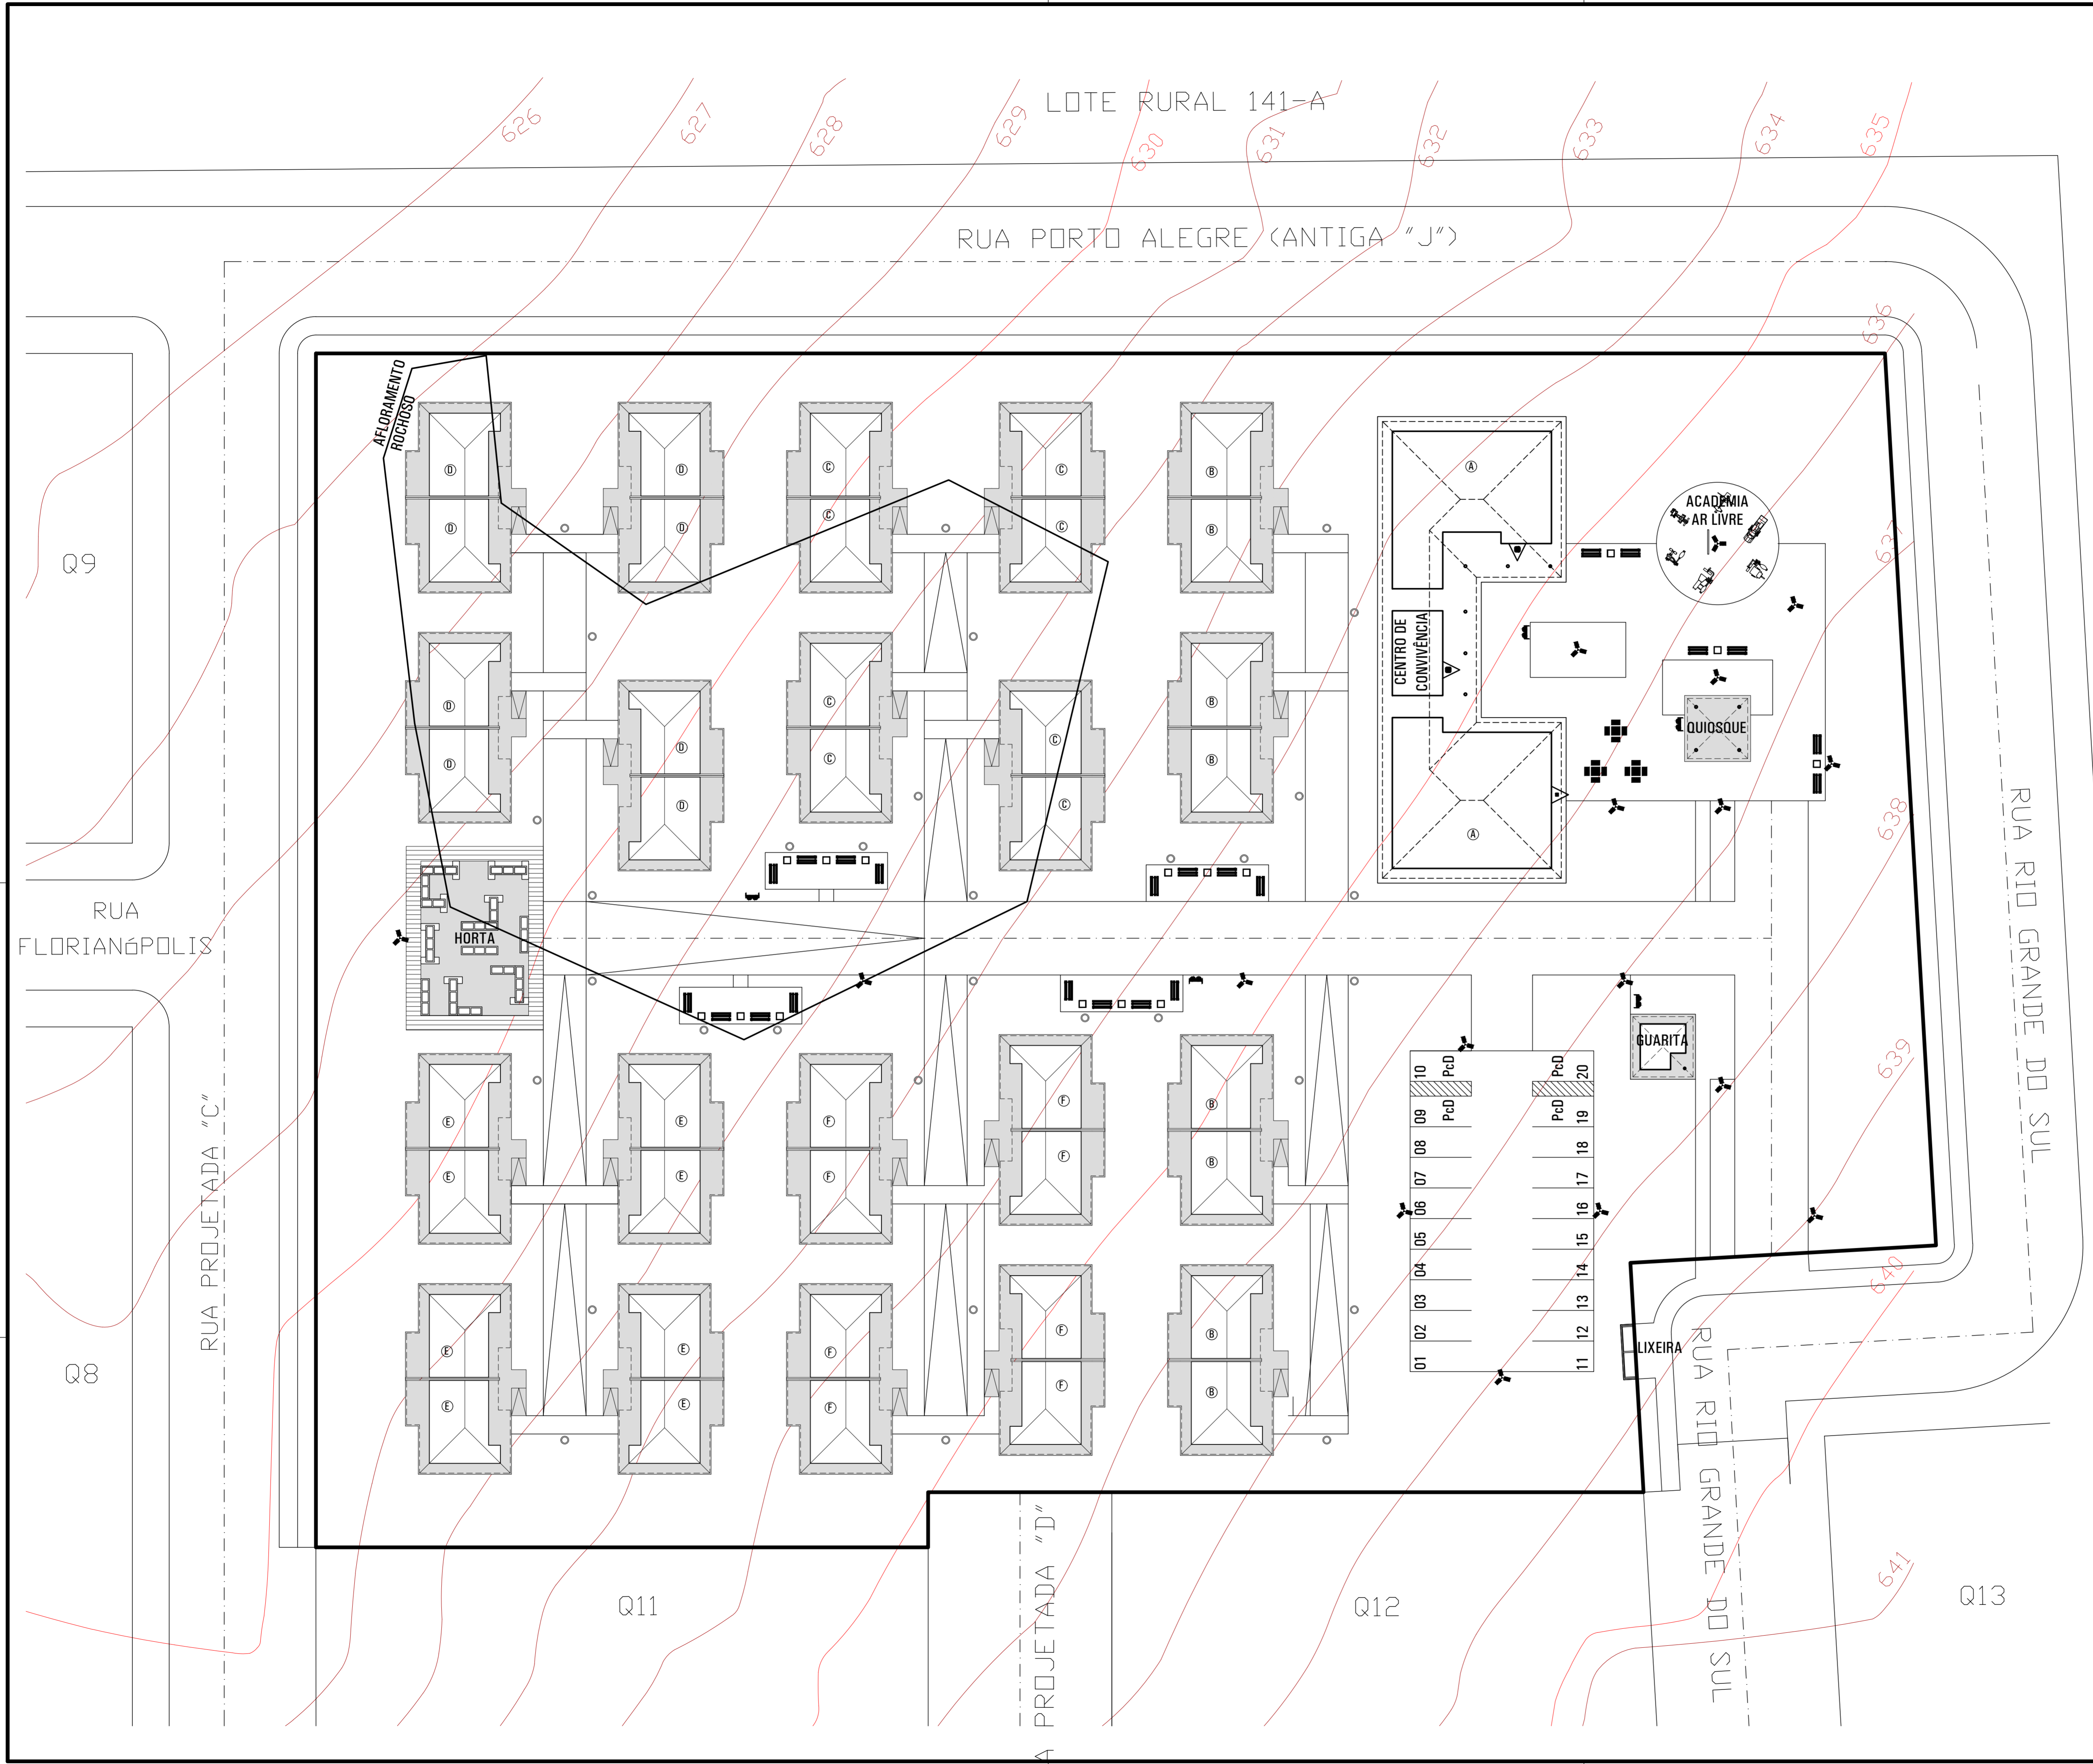 LOTE RURAL 141-A
626
627
628
629
630
631
632
633
634
635
RUA PORTO ALEGRE (ANTIGA "J")
636
AFLORAMENTO
ROCHOSO
D
D
C
C
B
A
D
D
C
C
B
ACADEMIA
AR LIVRE
637
Q9
CENTRO DE
CONVIVÊNCIA
D
D
C
C
B
D
D
C
C
B
QUIOSQUE
A
638
RUA
FLORIANóPOLIS
HORTA
RUA RIO GRANDE DO SUL
GUARITA
639
10 PcD
PcD 20
09 PcD
PcD 19
08
18
07
17
06
16
05
15
04
14
03
13
02
12
01
11
E
E
F
F
B
E
E
F
F
B
RUA PROJETADA "C"
640
LIXEIRA
E
E
F
F
B
E
E
F
F
B
Q8
RUA RIO GRANDE DO SUL
A PROJETADA "D"
641
Q11
Q12
Q13